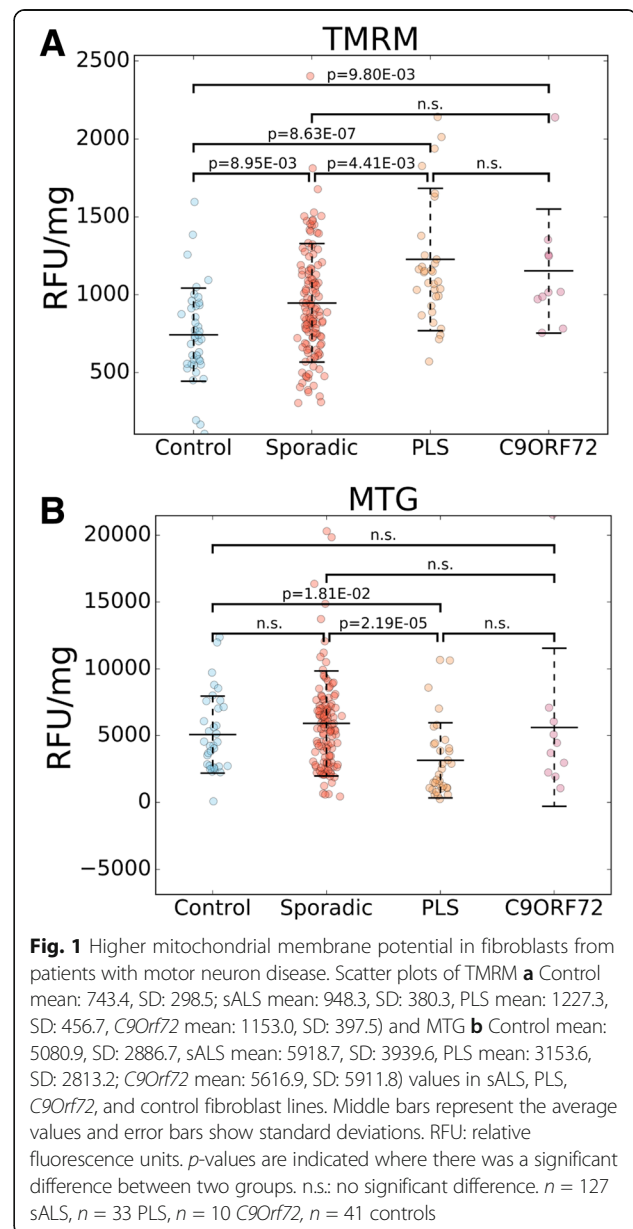 A
TMRM
2500
p=9.80E-03
n.s.
2000
p=8.63E-07
p=8.95E-03 p=4.41E-03 n.s.
1500
RFU/mg
1000
500
Control Sporadic PLS C9ORF72
B
MTG
20000
n.s.
n.s.
15000
p=1.81E-02
n.s. p=2.19E-05 n.s.
10000
RFU/mg
5000
0
−5000
Control Sporadic PLS C9ORF72
Fig. 1 Higher mitochondrial membrane potential in fibroblasts from
patients with motor neuron disease. Scatter plots of TMRM a Control
mean: 743.4, SD: 298.5; sALS mean: 948.3, SD: 380.3, PLS mean: 1227.3,
SD: 456.7, C9Orf72 mean: 1153.0, SD: 397.5) and MTG b Control mean:
5080.9, SD: 2886.7, sALS mean: 5918.7, SD: 3939.6, PLS mean: 3153.6,
SD: 2813.2; C9Orf72 mean: 5616.9, SD: 5911.8) values in sALS, PLS,
C9Orf72, and control fibroblast lines. Middle bars represent the average
values and error bars show standard deviations. RFU: relative
fluorescence units. p-values are indicated where there was a significant
difference between two groups. n.s.: no significant difference. n = 127
sALS, n = 33 PLS, n = 10 C9Orf72, n = 41 controls